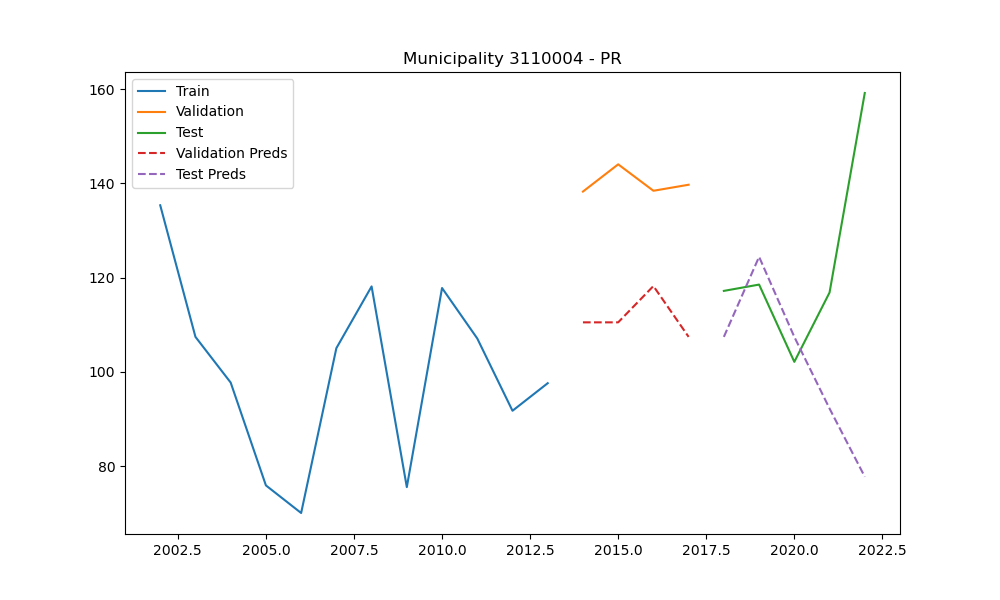 Municipality 3110004 - PR
Train
Validation
Test
Validation Preds
Test Preds
160
140
120
100
80
2002.5 2005.0 2007.5 2010.0 2012.5 2015.0 2017.5 2020.0 2022.5